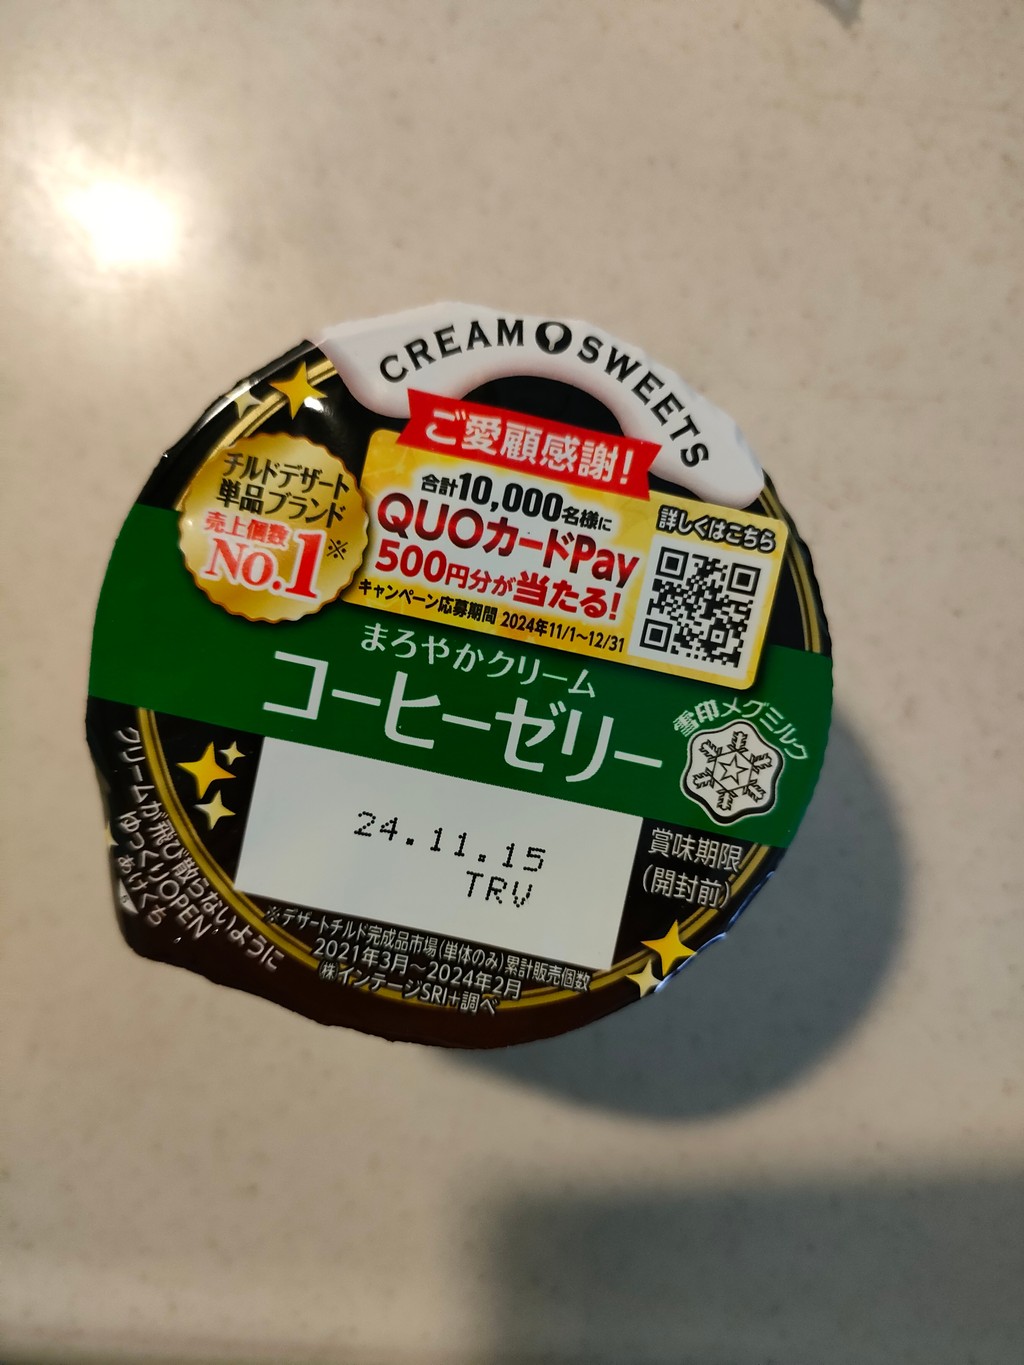 CREAM SWEETS
ご愛顧感謝!
チルドデザート
単品ブランド
売上個数
No.1※
合計10,000名様に
QUOカードPay
500円分が当たる!
キャンペーン応募期間 2024年11/1~12/31
詳しくはこちら
まろやかクリーム
コーヒーゼリー
雪印メグミルク
24.11.15
TRV
賞味期限
(開封前)
クリームが飛び散らないように
ゆっくりOPEN
あけくち
※デザートチルド完成品市場(単体のみ)累計販売個数
2021年3月~2024年2月
㈱インテージSRI+調べ